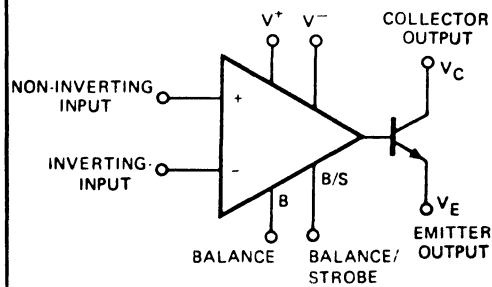 V+ V−
COLLECTOR
OUTPUT
VC
NON-INVERTING
INPUT
+
INVERTING
INPUT
−
B
B/S
VE
EMITTER
OUTPUT
BALANCE
BALANCE/
STROBE